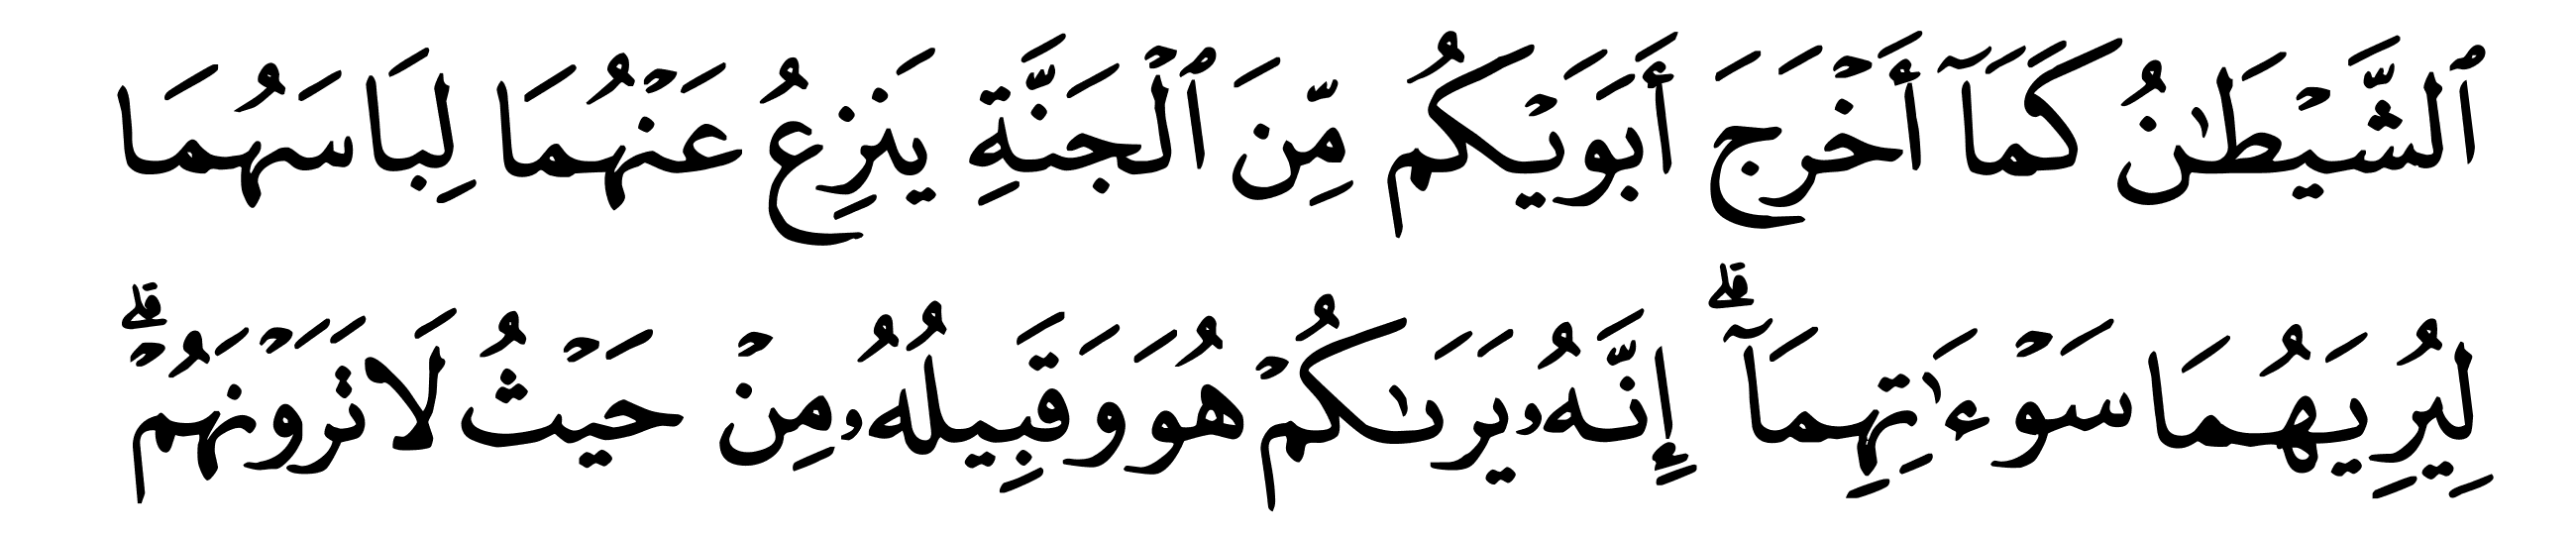 ٱلشَّيْطَٰنُ كَمَآ أَخْرَجَ أَبَوَيْكُم مِّنَ ٱلْجَنَّةِ يَنزِعُ عَنْهُمَا لِبَاسَهُمَا
لِيُرِيَهُمَا سَوْءَٰتِهِمَآ ۗ إِنَّهُۥ يَرَىٰكُمْ هُوَ وَقَبِيلُهُۥ مِنْ حَيْثُ لَا تَرَوْنَهُمْ ۗ